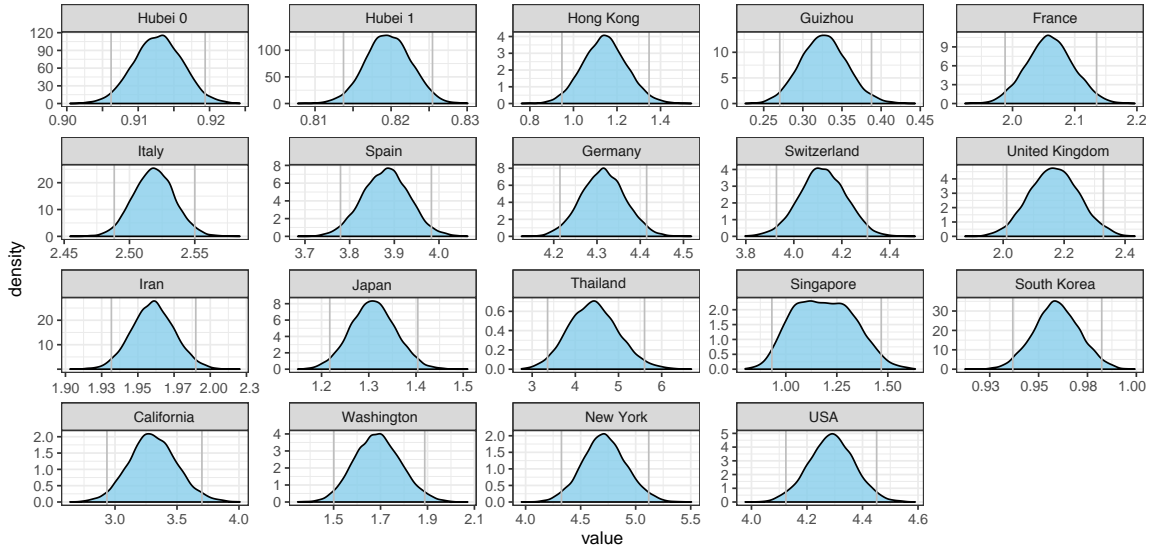 Hubei 0 Hubei 1 Hong Kong Guizhou France
120 90 60 30 0
0.90 0.91 0.92
100 50 0
0.81 0.82 0.83
4 3 2 1 0
0.8 1.0 1.2 1.4
10 5 0
0.25 0.30 0.35 0.40 0.45
9 6 3 0
2.0 2.1 2.2
Italy Spain Germany Switzerland United Kingdom
20 10 0
2.45 2.50 2.55
8 6 4 2 0
3.7 3.8 3.9 4.0
8 6 4 2 0
4.2 4.3 4.4 4.5
4 3 2 1 0
3.8 4.0 4.2 4.4
5 4 3 2 1 0
2.0 2.2 2.4
density
Iran Japan Thailand Singapore South Korea
20 10
1.90 1.93 1.95 1.97 2.00 2.3
8 6 4 2 0
1.2 1.3 1.4 1.5
0.6 0.4 0.2 0.0
3 4 5 6
2.0 1.5 1.0 0.5 0.0
1.00 1.25 1.50
30 20 10 0
0.93 0.95 0.98 1.00
California Washington New York USA
2.0 1.5 1.0 0.5 0.0
3.0 3.5 4.0
4 3 2 1 0
1.5 1.7 1.9 2.1
2.0 1.5 1.0 0.5 0.0
4.0 4.5 5.0 5.5
5 4 3 2 1 0
4.0 4.2 4.4 4.6
value